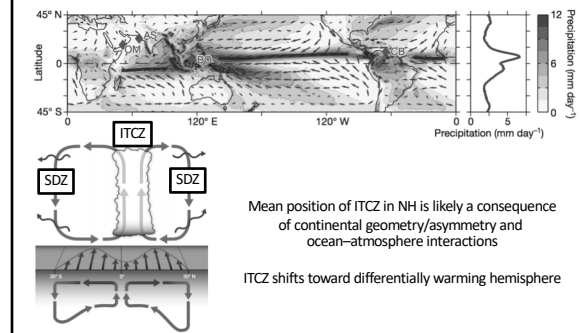 45° N
Latitude
0
45° S
0
120° E
120° W
0
OM
AS
BO
CB
0
5
Precipitation (mm day⁻¹)
12
6
0
Precipitation (mm day⁻¹)
ITCZ
SDZ
SDZ
30° S
0°
30° N
Mean position of ITCZ in NH is likely a consequence
of continental geometry/asymmetry and
ocean–atmosphere interactions
ITCZ shifts toward differentially warming hemisphere